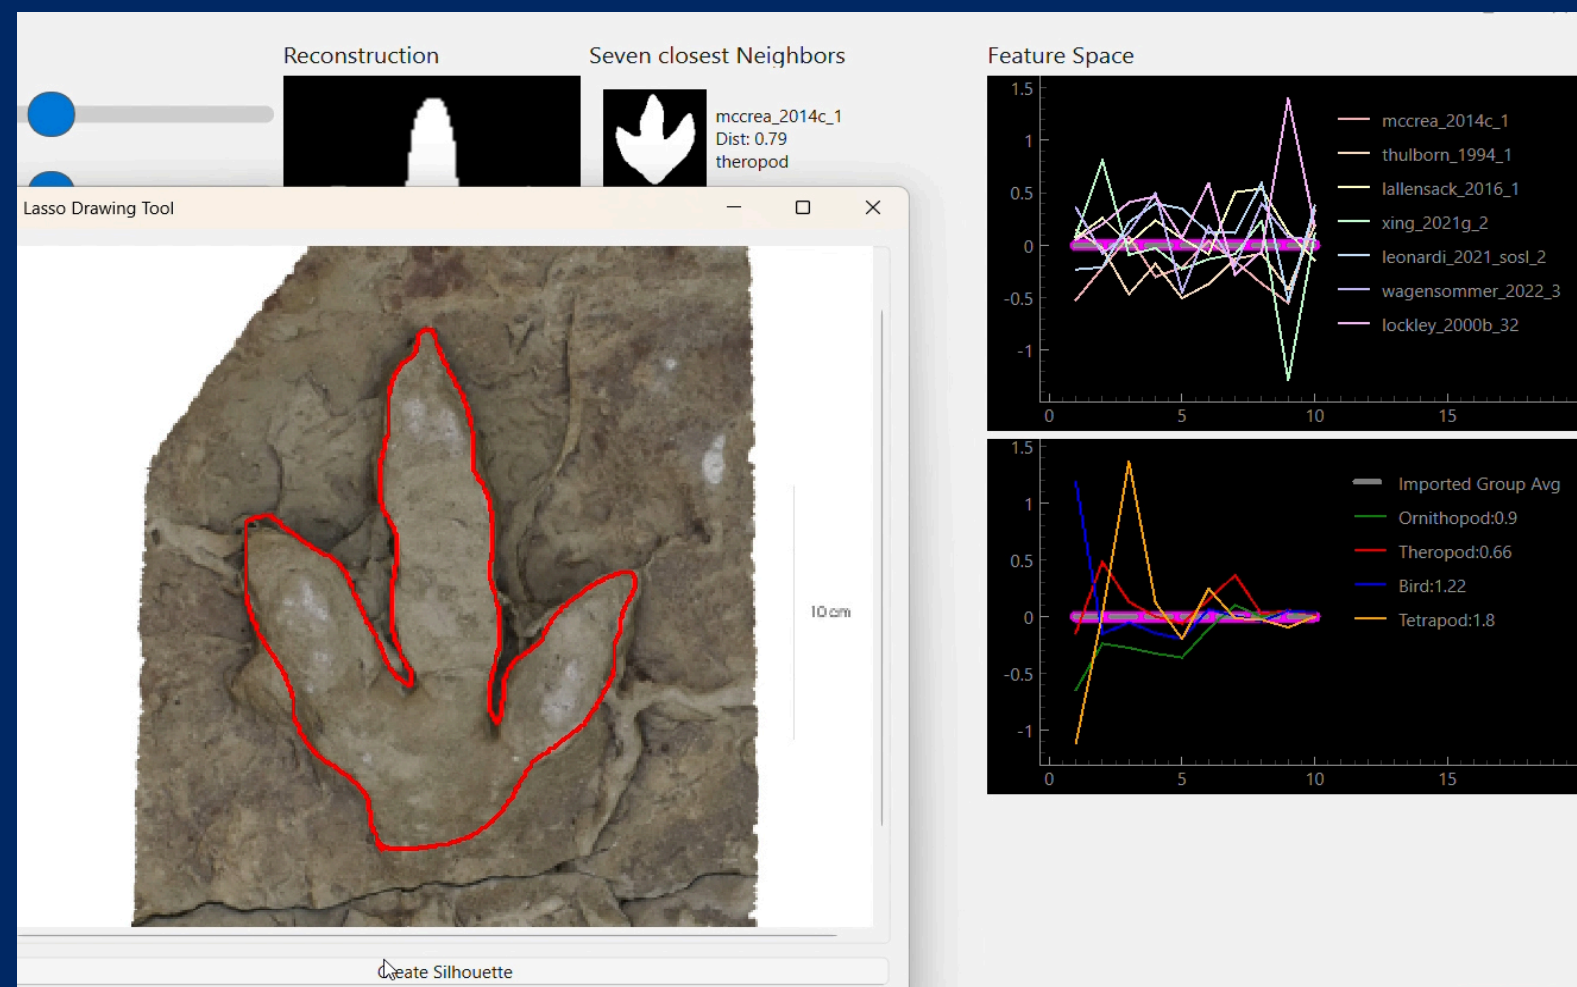 Reconstruction
Seven closest Neighbors
Feature Space
mccrea_2014c_1
Dist: 0.79
theropod
Lasso Drawing Tool
10 cm
Create Silhouette
1.5
1
0.5
0
-0.5
-1
0
5
10
15
mccrea_2014c_1
thulborn_1994_1
lallensack_2016_1
xing_2021g_2
leonardi_2021_sosl_2
wagensommer_2022_3
lockley_2000b_32
1.5
1
0.5
0
-0.5
-1
0
5
10
15
Imported Group Avg
Ornithopod:0.9
Theropod:0.66
Bird:1.22
Tetrapod:1.8